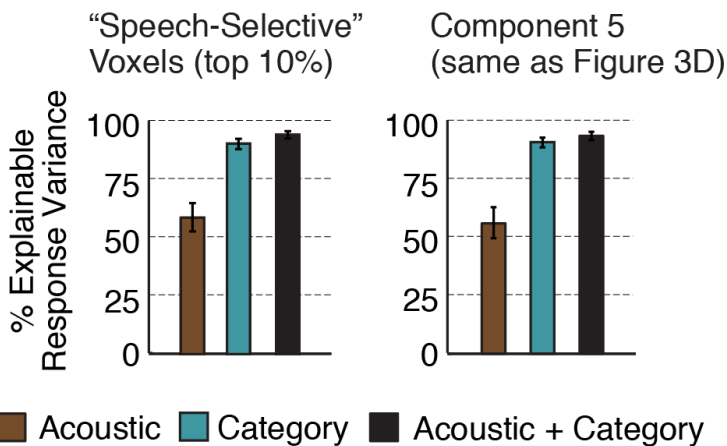 “Speech-Selective”
Voxels (top 10%)
Component 5
(same as Figure 3D)
% Explainable
Response Variance
100
75
50
25
0
100
75
50
25
0
Acoustic
Category
Acoustic + Category